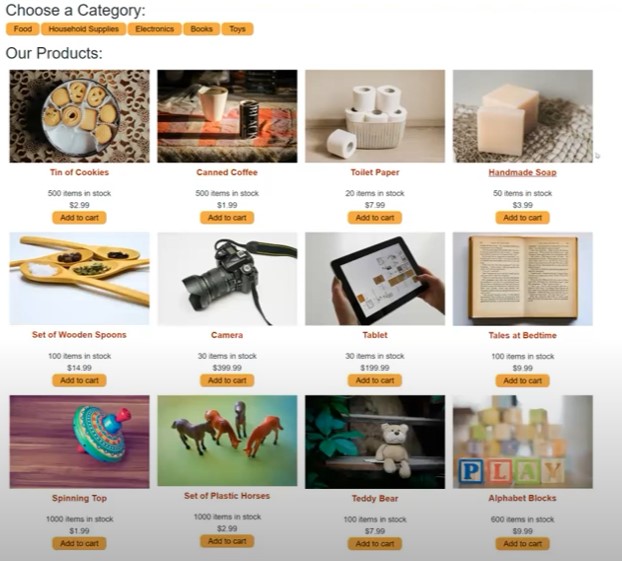 Choose a Category:
Food Household Supplies Electronics Books Toys
Our Products:
Tin of Cookies
500 items in stock
$2.99
Add to cart
Canned Coffee
500 items in stock
$1.99
Add to cart
Toilet Paper
20 items in stock
$7.99
Add to cart
Handmade Soap
50 items in stock
$3.99
Add to cart
Set of Wooden Spoons
100 items in stock
$14.99
Add to cart
Camera
30 items in stock
$399.99
Add to cart
Tablet
30 items in stock
$199.99
Add to cart
Tales at Bedtime
100 items in stock
$9.99
Add to cart
PLAY
Spinning Top
1000 items in stock
$1.99
Add to cart
Set of Plastic Horses
1000 items in stock
$2.99
Add to cart
Teddy Bear
100 items in stock
$7.99
Add to cart
Alphabet Blocks
600 items in stock
$9.99
Add to cart